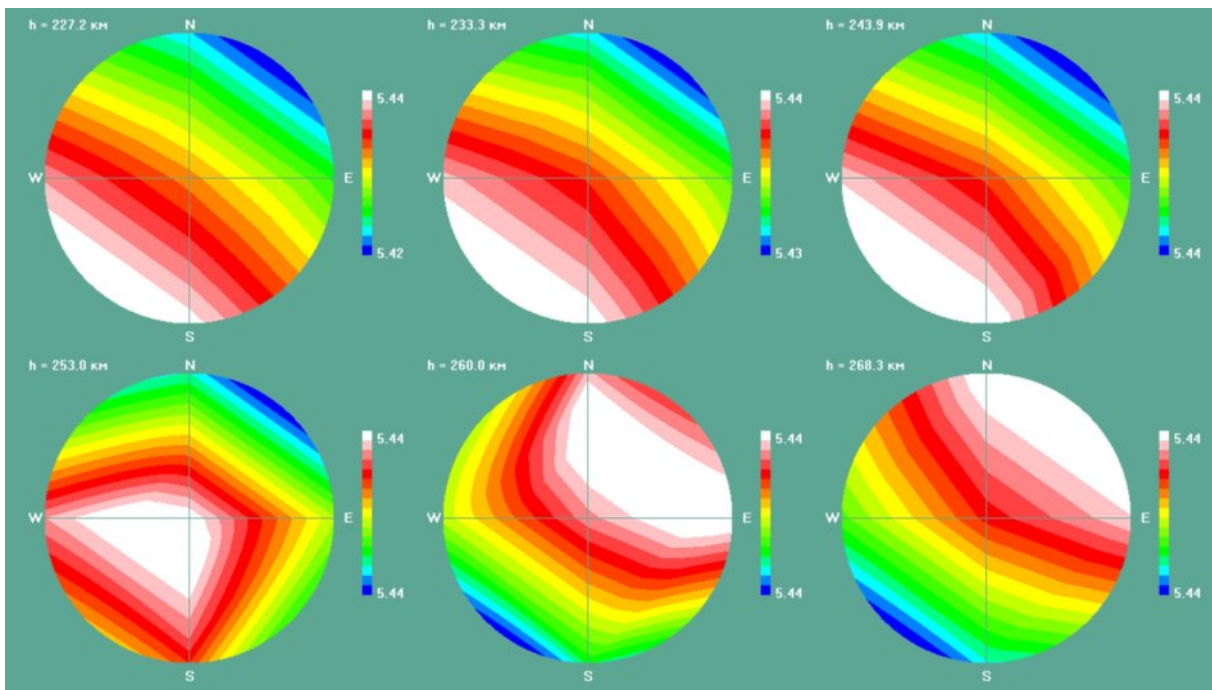 h = 227.2 км
N
W
E
S
5.44
5.42
h = 233.3 км
N
W
E
S
5.44
5.43
h = 243.9 км
N
W
E
S
5.44
5.44
h = 253.0 км
N
W
E
S
5.44
5.44
h = 260.0 км
N
W
E
S
5.44
5.44
h = 268.3 км
N
W
E
S
5.44
5.44